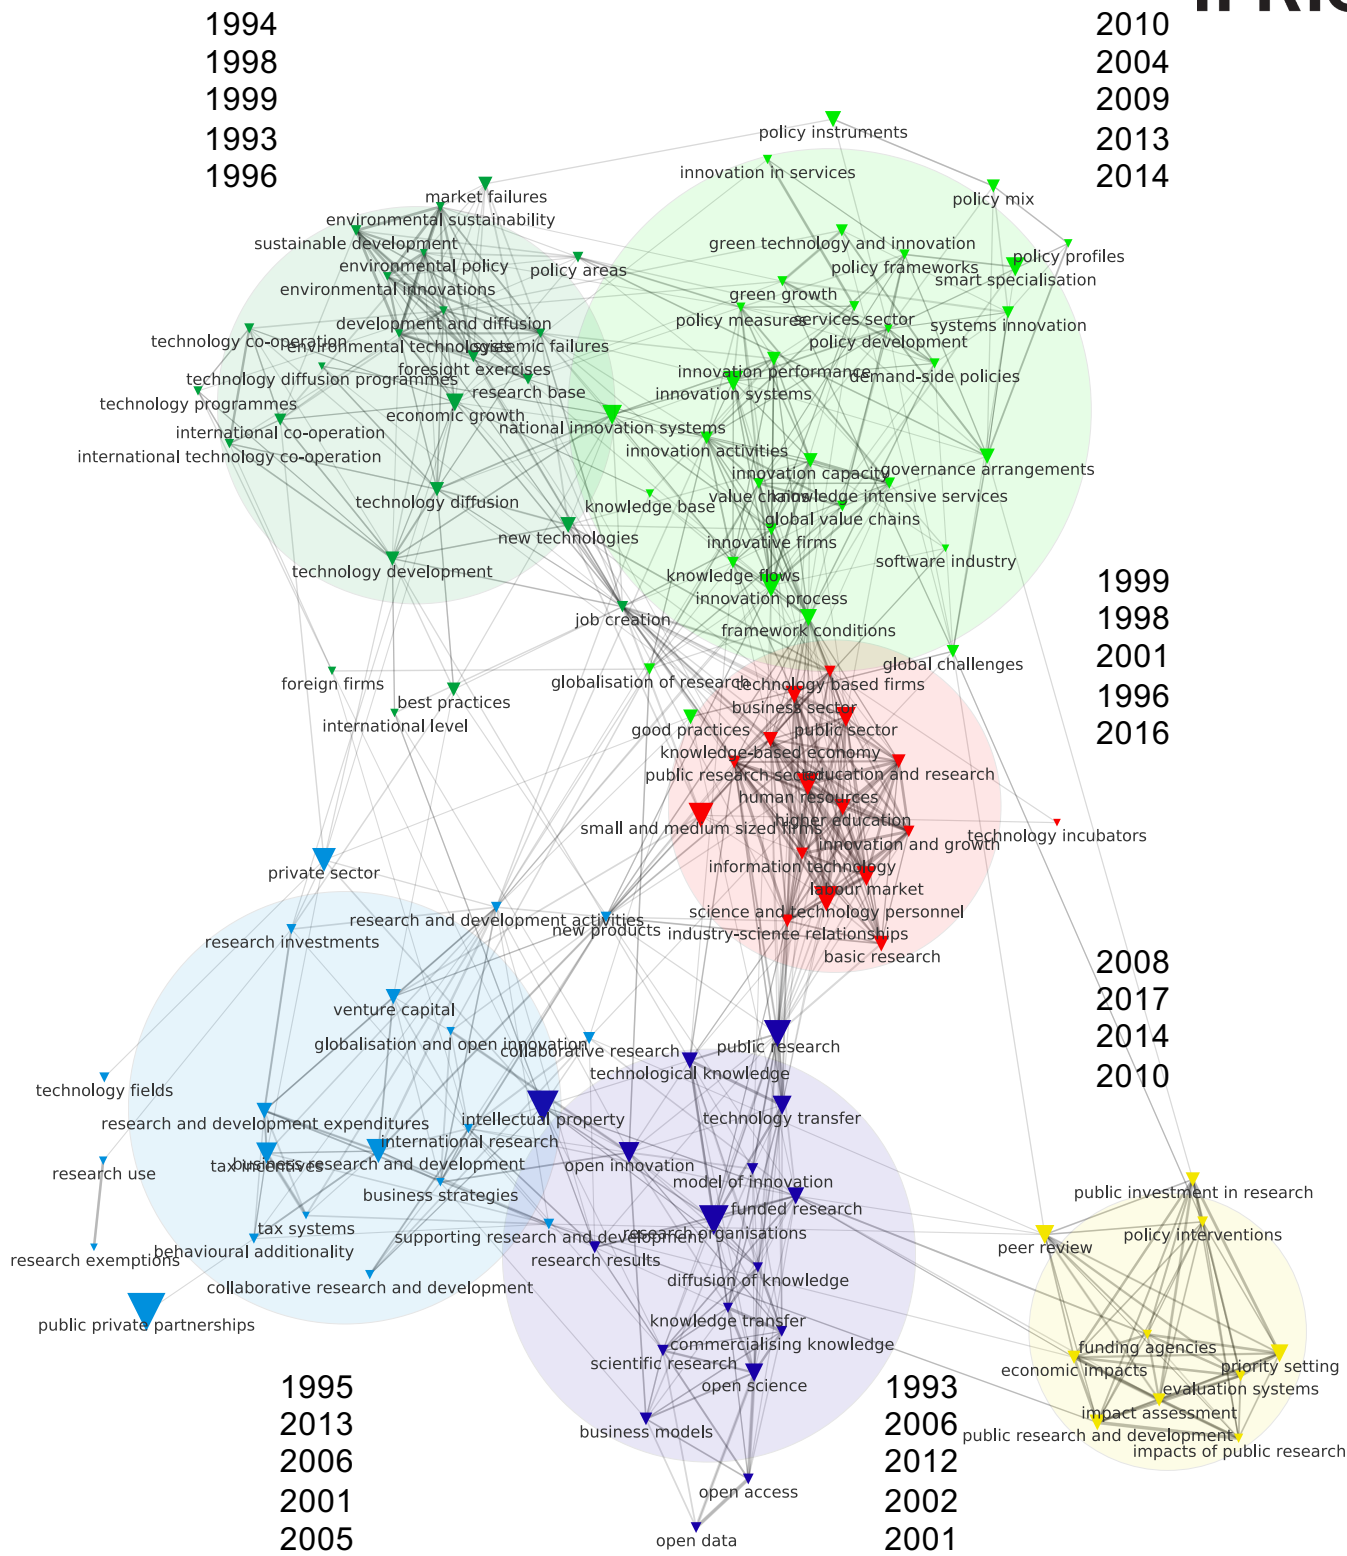 1994
1998
1999
1993
1996
2010
2004
2009
2013
2014
policy instruments
innovation in services
market failures
policy mix
environmental sustainability
sustainable development
green technology and innovation
policy profiles
environmental policy
policy areas
policy frameworks
smart specialisation
environmental innovations
green growth
development and diffusion
policy measures
services sector
systems innovation
technology co-operation
environmental technologies
systemic failures
policy development
foresight exercises
innovation performance
demand-side policies
technology diffusion programmes
research base
innovation systems
technology programmes
economic growth
national innovation systems
international co-operation
innovation activities
international technology co-operation
innovation capacity
governance arrangements
value chains
knowledge intensive services
technology diffusion
knowledge base
global value chains
new technologies
innovative firms
software industry
technology development
knowledge flows
innovation process
1999
1998
2001
1996
2016
job creation
framework conditions
global challenges
foreign firms
globalisation of research
technology based firms
best practices
business sector
international level
good practices
public sector
knowledge-based economy
public research sector
education and research
human resources
small and medium sized firms
higher education
technology incubators
innovation and growth
information technology
private sector
labour market
science and technology personnel
research and development activities
new products
industry-science relationships
research investments
basic research
2008
2017
2014
2010
venture capital
globalisation and open innovation
collaborative research
public research
technological knowledge
technology fields
research and development expenditures
intellectual property
technology transfer
international research
tax incentives
business research and development
open innovation
research use
model of innovation
business strategies
public investment in research
funded research
tax systems
supporting research and development
research organisations
policy interventions
behavioural additionality
research results
peer review
research exemptions
collaborative research and development
diffusion of knowledge
public private partnerships
knowledge transfer
commercialising knowledge
funding agencies
scientific research
economic impacts
priority setting
open science
evaluation systems
impact assessment
business models
public research and development
impacts of public research
1995
2013
2006
2001
2005
1993
2006
2012
2002
2001
open access
open data